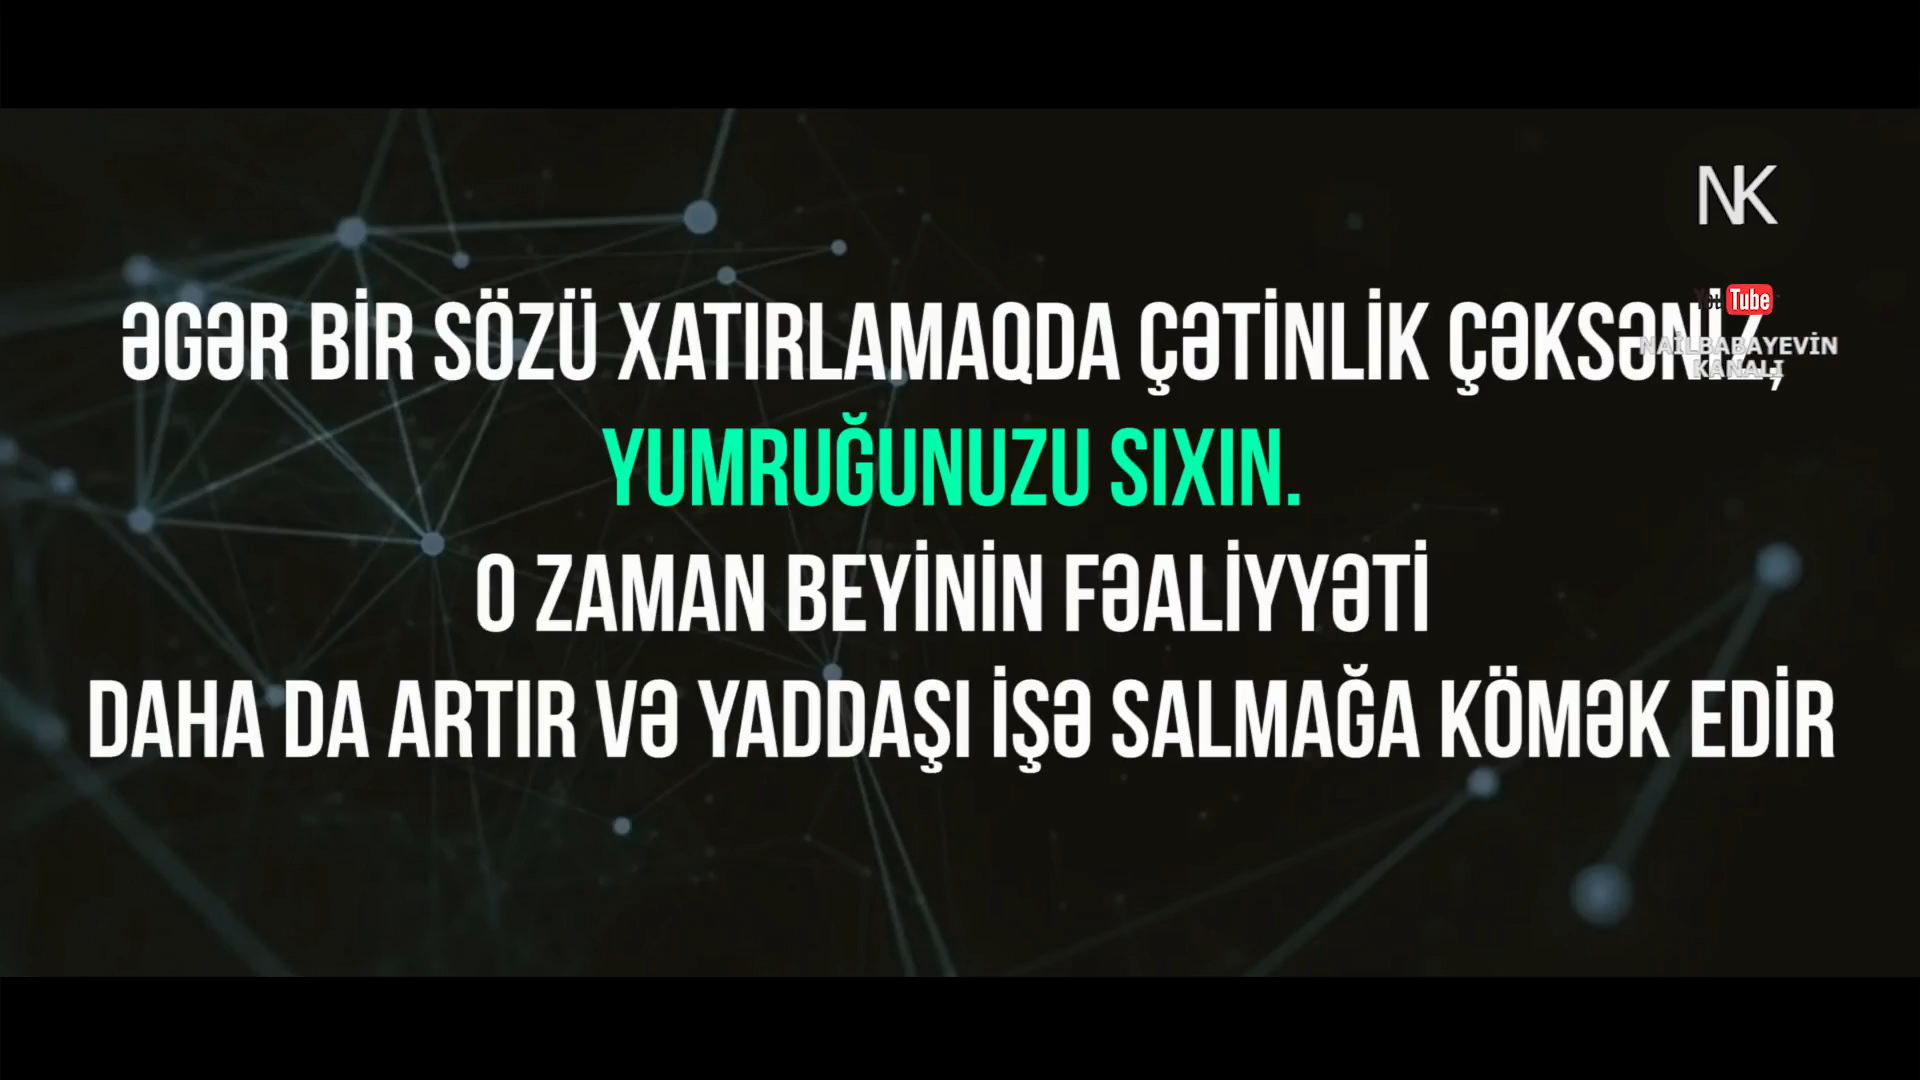 NK
YouTube
ƏGƏR BİR SÖZÜ XATIRLAMAQDA ÇƏTİNLİK ÇƏKSƏNİZ,
NAİLBABAYEVİN
KANALI
YUMRUĞUNUZU SIXIN.
O ZAMAN BEYİNİN FƏALİYYƏTİ
DAHA DA ARTIR VƏ YADDAŞI İŞƏ SALMAĞA KÖMƏK EDİR